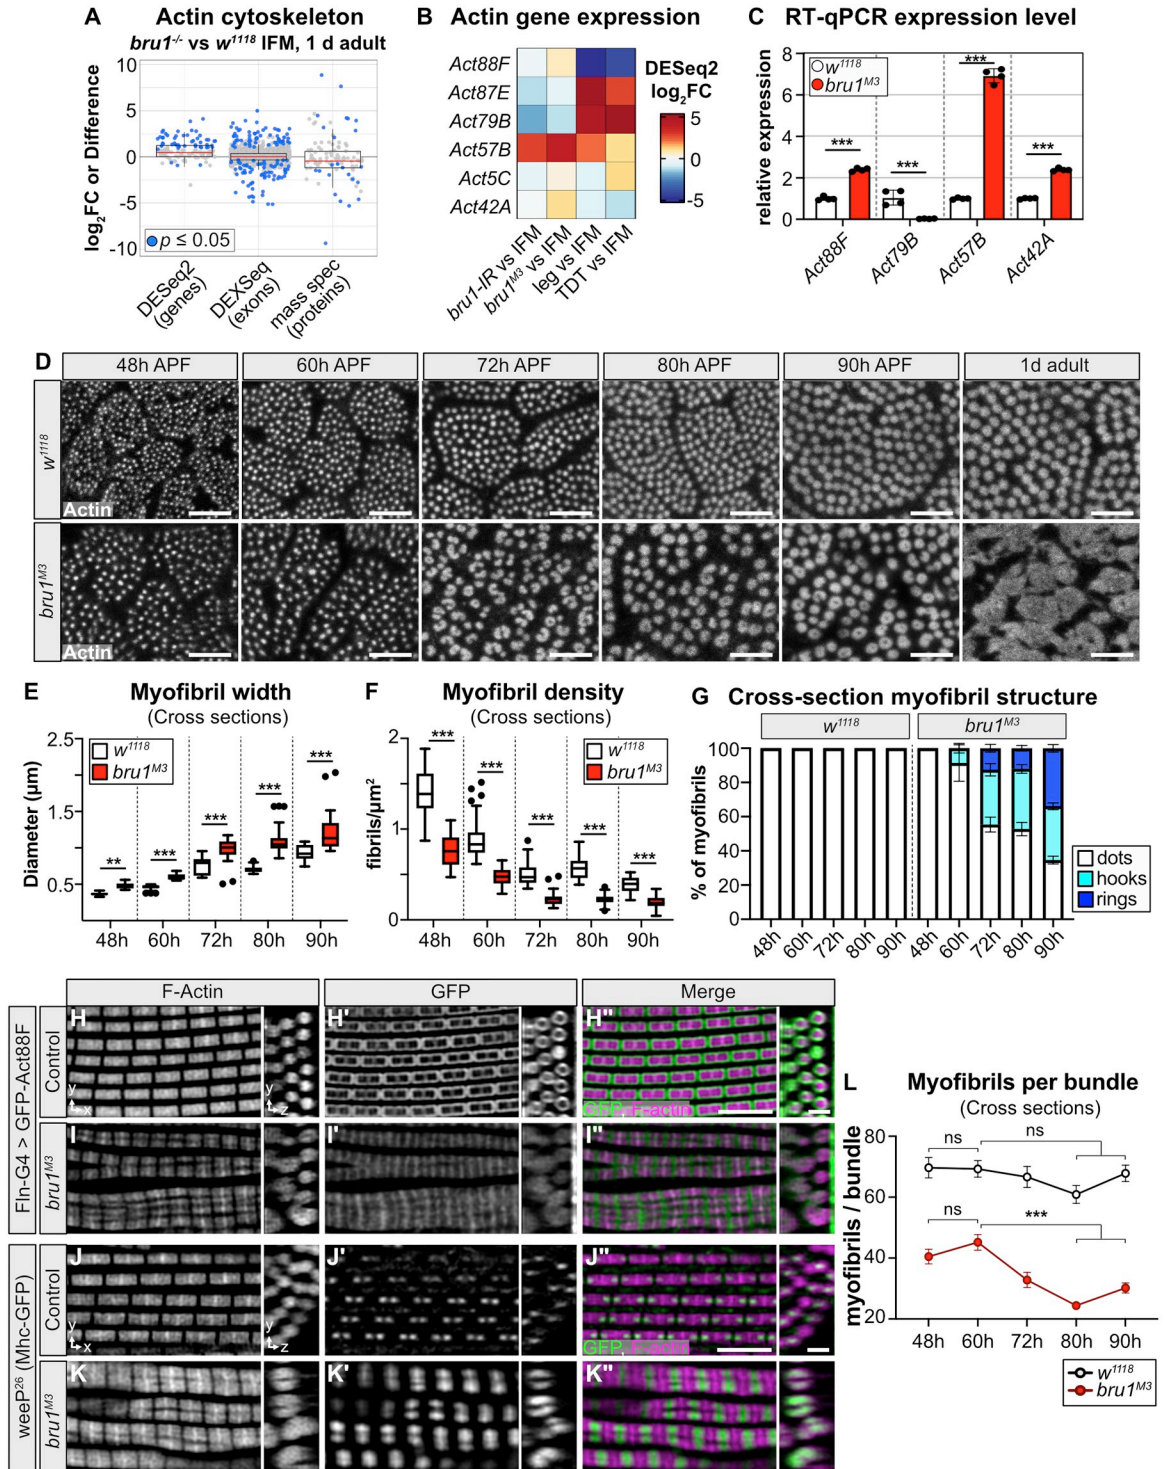 A Actin cytoskeleton
bru1-/- vs w1118 IFM, 1 d adult
log2FC or Difference
10
5
0
-5
-10
p ≤ 0.05
DESeq2 (genes)
DEXSeq (exons)
mass spec (proteins)
B Actin gene expression
Act88F
Act87E
Act79B
Act57B
Act5C
Act42A
bru1-IR vs IFM
bru1M3 vs IFM
leg vs IFM
TDT vs IFM
DESeq2
log2FC
5
0
-5
C RT-qPCR expression level
relative expression
8
6
4
2
0
w1118
bru1M3
*** *** *** ***
Act88F
Act79B
Act57B
Act42A
D 48h APF 60h APF 72h APF 80h APF 90h APF 1d adult
w1118
Actin
bru1M3
Actin
E Myofibril width
(Cross sections)
Diameter (µm)
2.5
1.5
0.5
w1118
bru1M3
** *** *** *** ***
48h 60h 72h 80h 90h
F Myofibril density
(Cross sections)
fibrils/µm2
2
1
0
w1118
bru1M3
*** *** *** *** ***
48h 60h 72h 80h 90h
G Cross-section myofibril structure
w1118 bru1M3
% of myofibrils
100
80
60
40
20
0
48h 60h 72h 80h 90h 48h 60h 72h 80h 90h
dots
hooks
rings
F-Actin GFP Merge
Fln-G4 > GFP-Act88F
Control
H H' H"
y x z
GFP, F-actin
bru1M3
I I' I"
weeP26 (Mhc-GFP)
Control
J J' J"
y x z
GFP, F-actin
bru1M3
K K' K"
L Myofibrils per bundle
(Cross sections)
myofibrils / bundle
80
60
40
20
ns ns
ns ***
48h 60h 72h 80h 90h
w1118
bru1M3